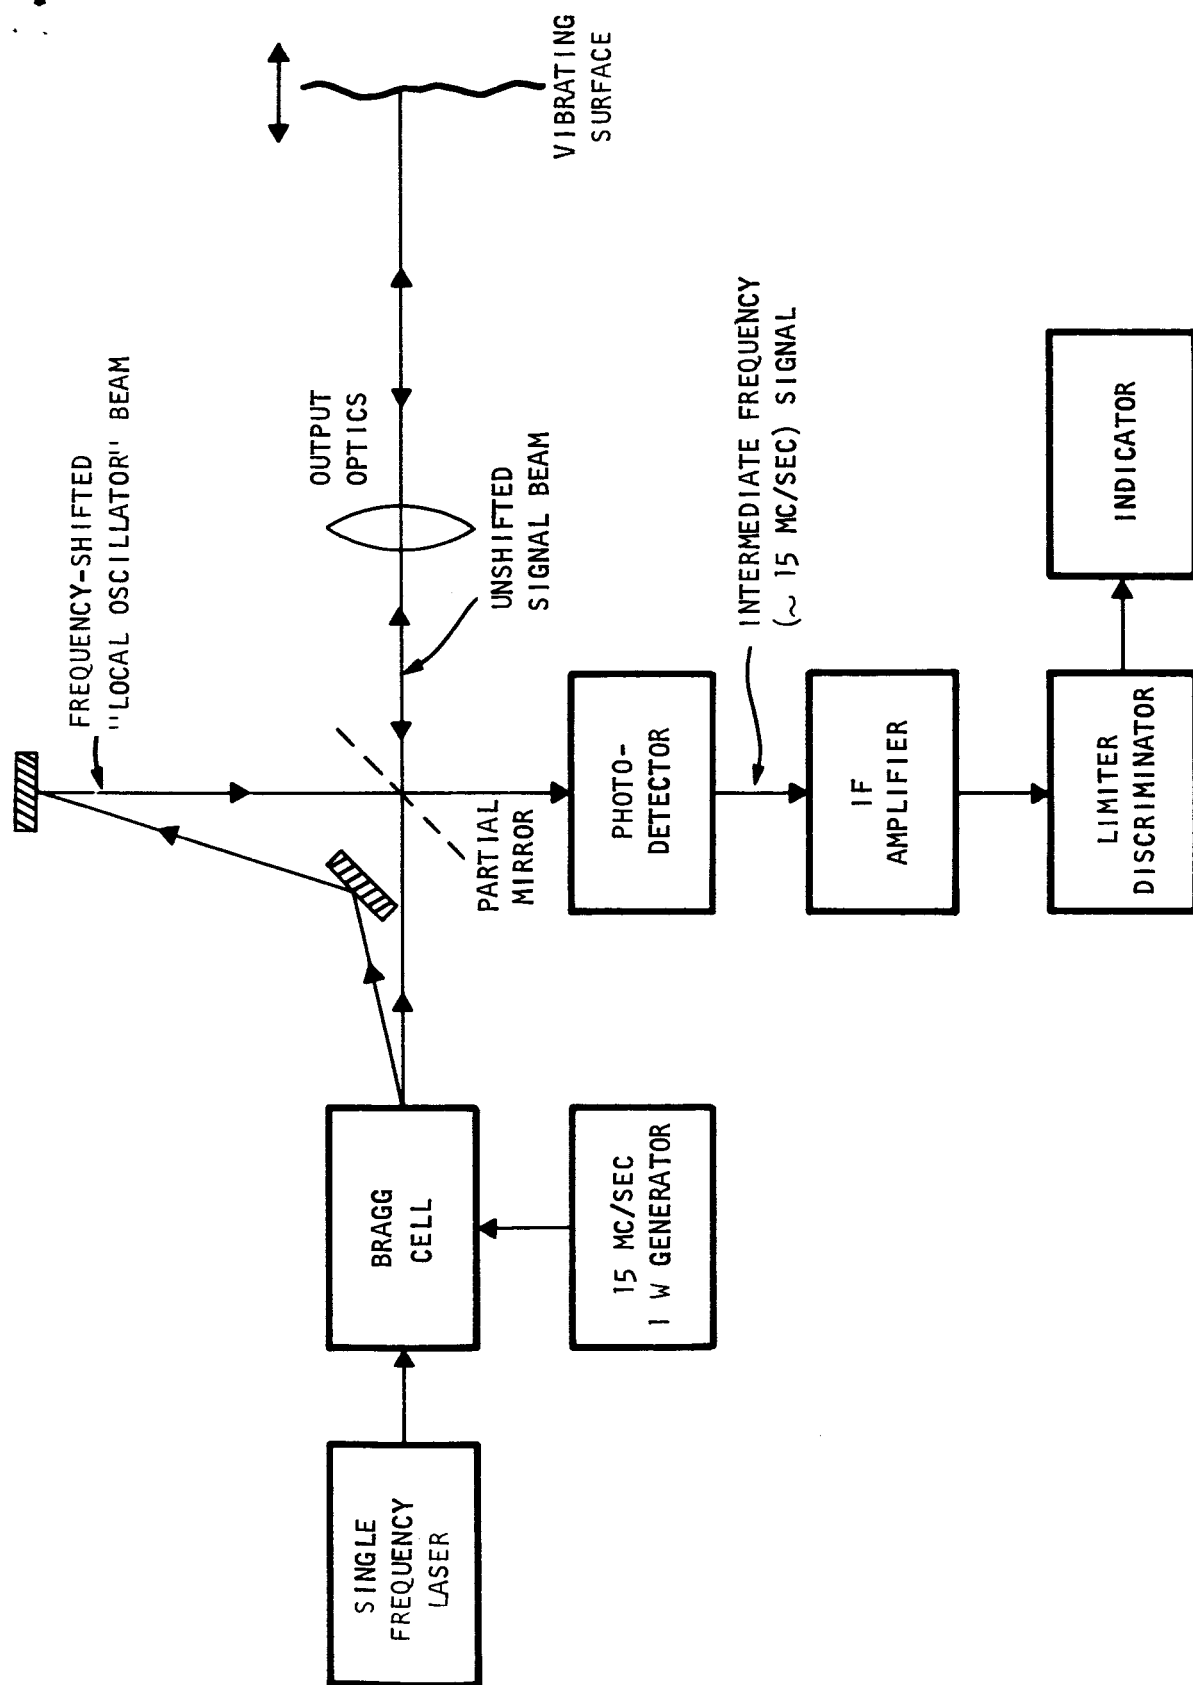 SINGLE
FREQUENCY
LASER
BRAGG
CELL
15 MC/SEC
1 W GENERATOR
FREQUENCY-SHIFTED
"LOCAL OSCILLATOR" BEAM
PARTIAL
MIRROR
OUTPUT
OPTICS
UNSHIFTED
SIGNAL BEAM
VIBRATING
SURFACE
PHOTO-
DETECTOR
INTERMEDIATE FREQUENCY
(~ 15 MC/SEC) SIGNAL
IF
AMPLIFIER
LIMITER
DISCRIMINATOR
INDICATOR